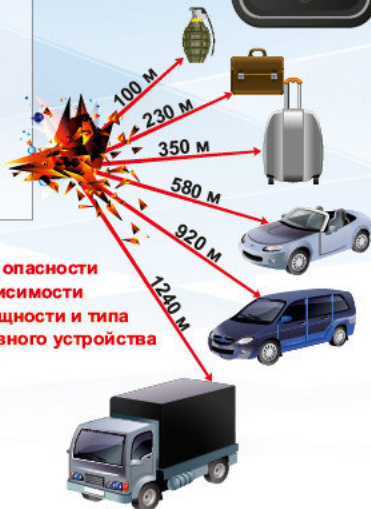 100 м
230 м
350 м
580 м
920 м
1240 м
опасности
исимости
щности и типа
вного устройства